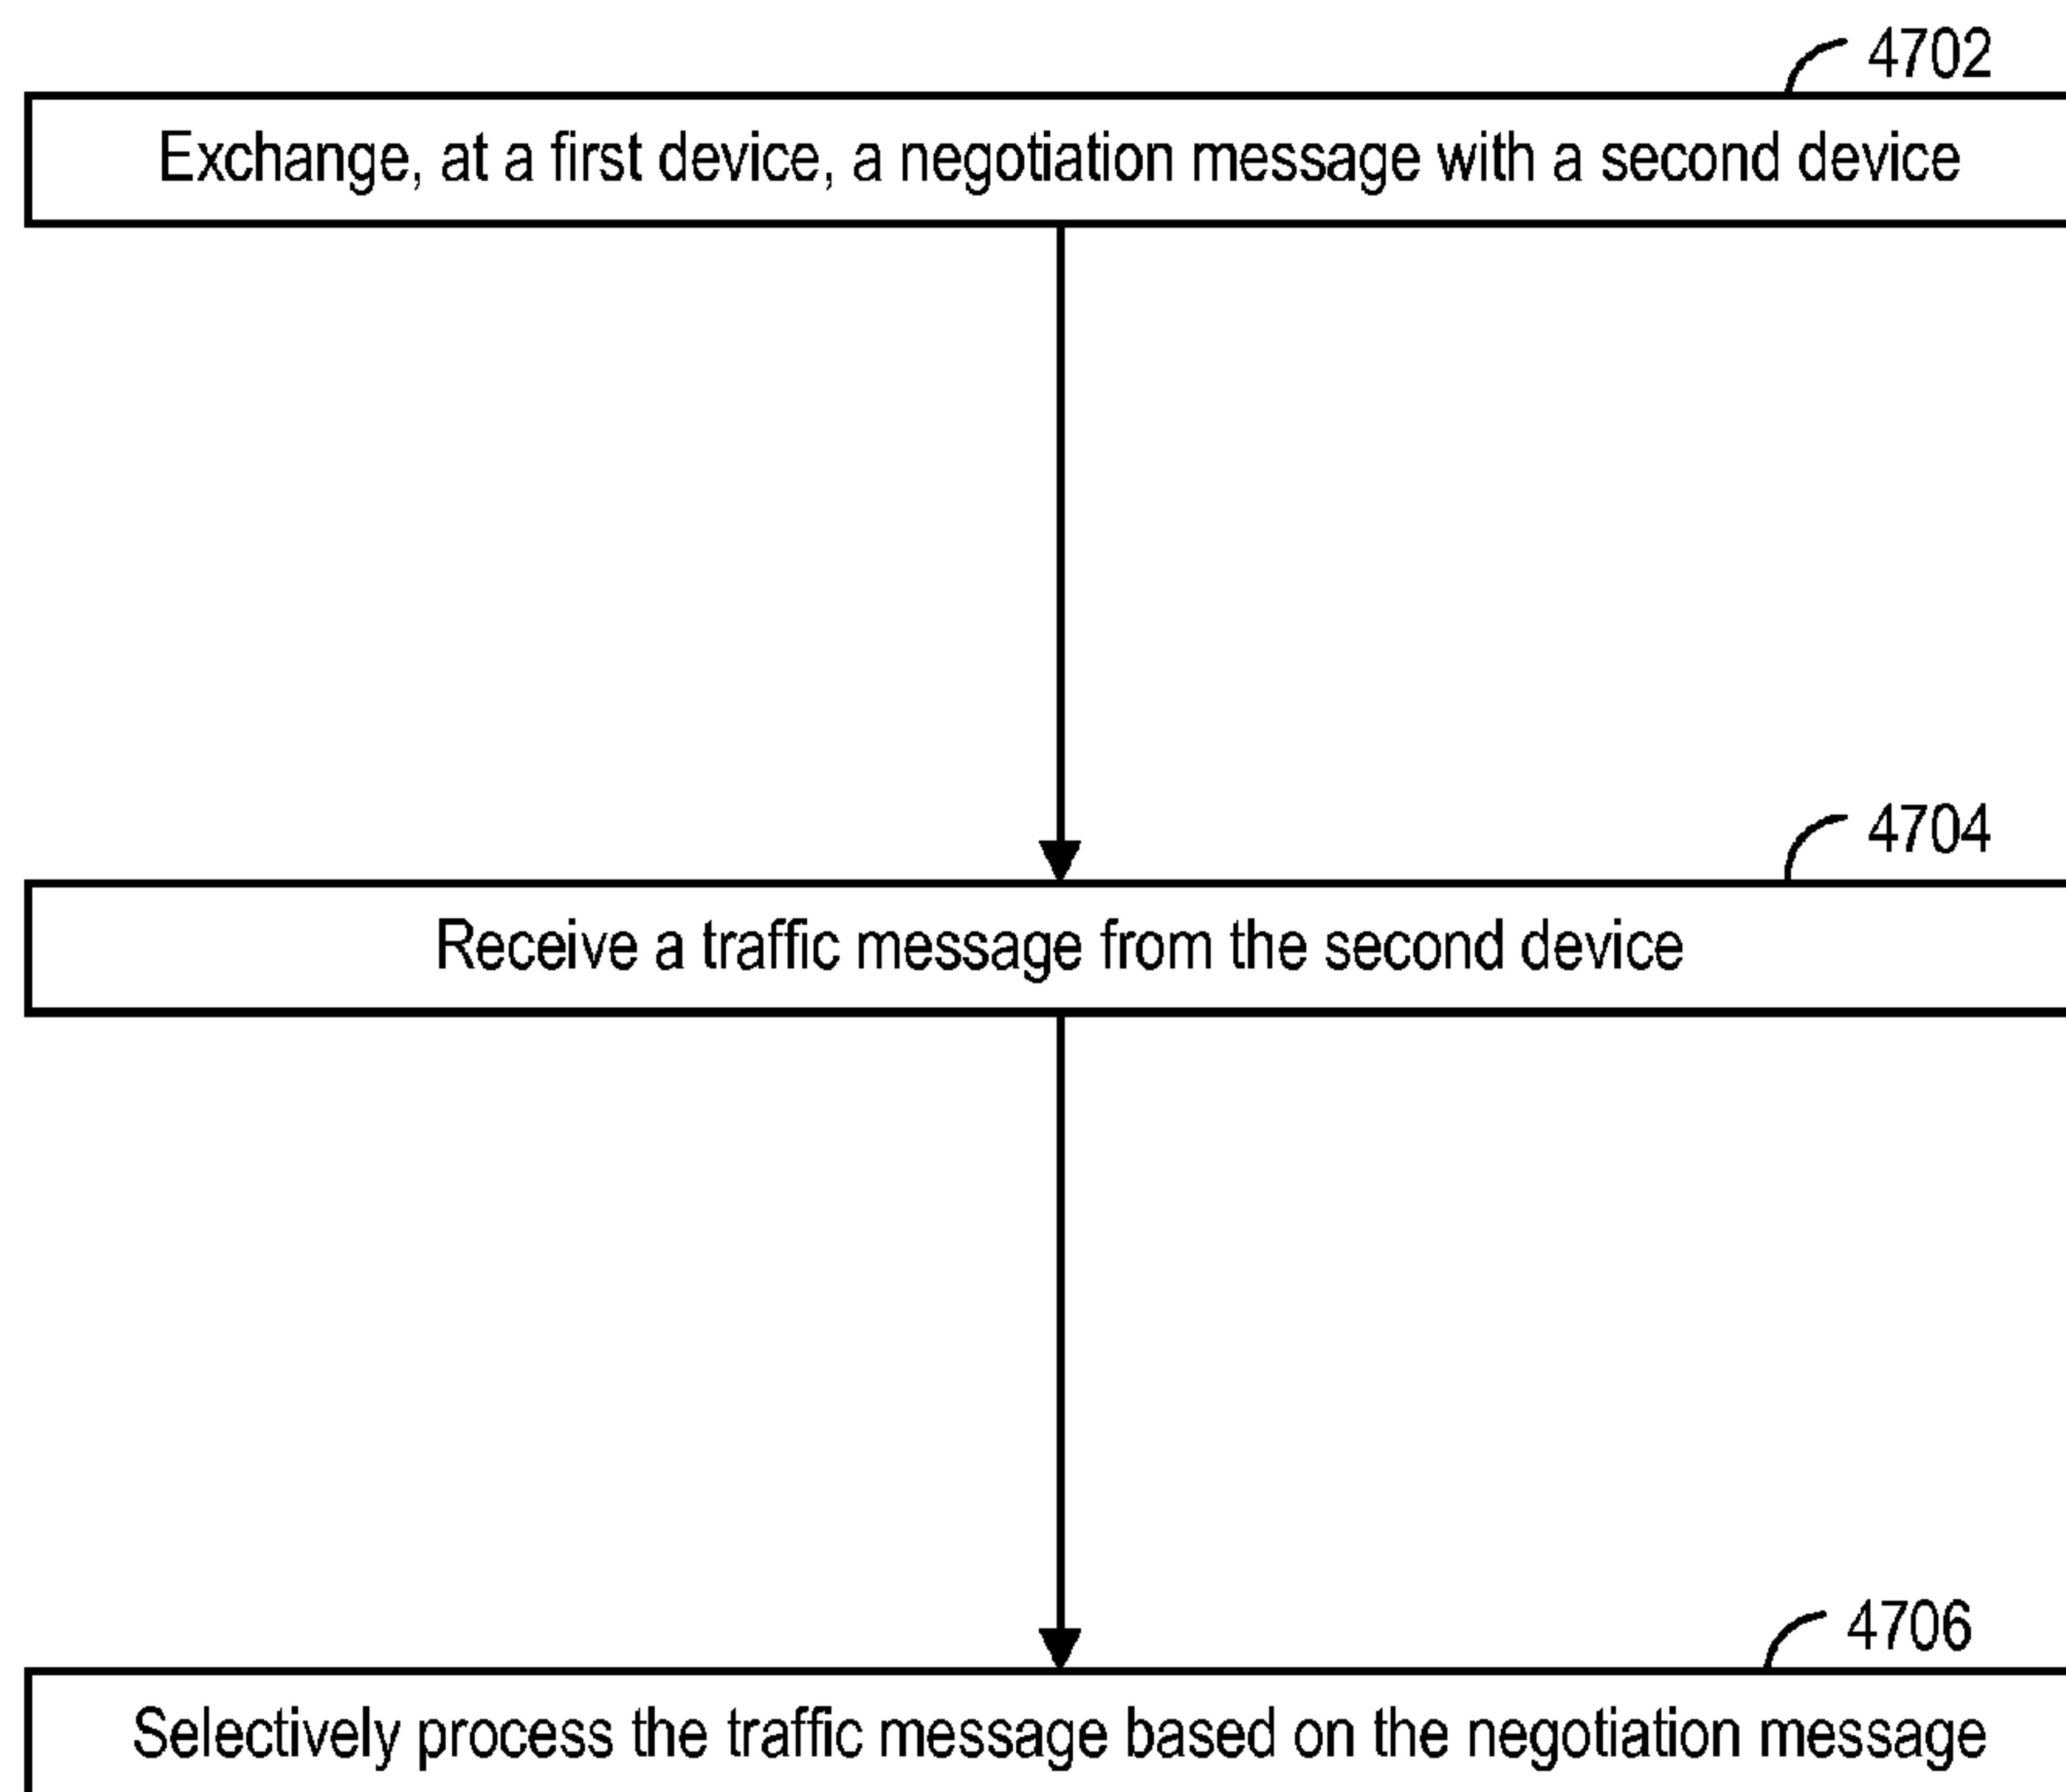 4702
Exchange, at a first device, a negotiation message with a second device
4704
Receive a traffic message from the second device
4706
Selectively process the traffic message based on the negotiation message